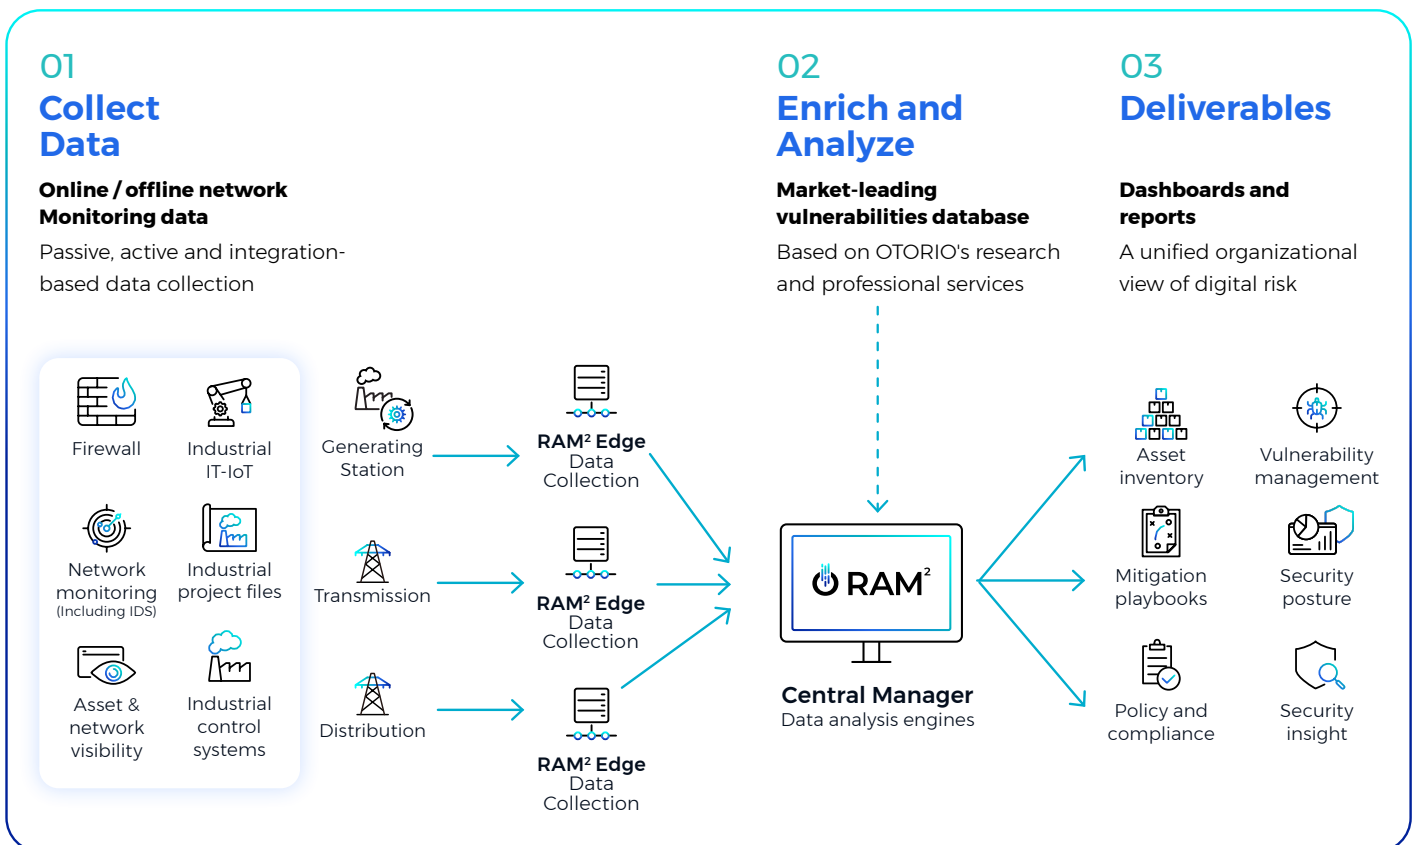 01
Collect
Data
Online / offline network
Monitoring data
Passive, active and integration-
based data collection
02
Enrich and
Analyze
Market-leading
vulnerabilities database
Based on OTORIO's research
and professional services
03
Deliverables
Dashboards and
reports
A unified organizational
view of digital risk
Firewall
Industrial
IT-IoT
Network
monitoring
(Including IDS)
Industrial
project files
Asset &
network
visibility
Industrial
control
systems
Generating
Station
Transmission
Distribution
RAM² Edge
Data
Collection
RAM² Edge
Data
Collection
RAM² Edge
Data
Collection
RAM²
Central Manager
Data analysis engines
Asset
inventory
Vulnerability
management
Mitigation
playbooks
Security
posture
Policy and
compliance
Security
insight